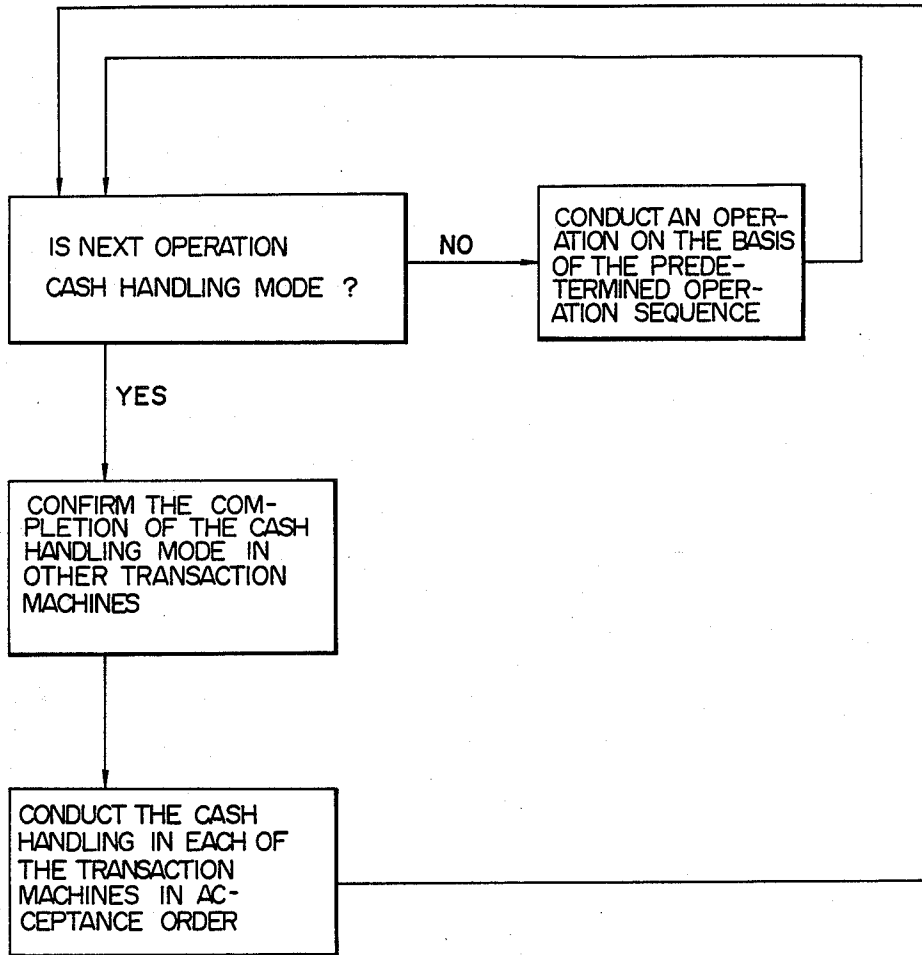 IS NEXT OPERATION
CASH HANDLING MODE ?
NO
CONDUCT AN OPER-
ATION ON THE BASIS
OF THE PREDE-
TERMINED OPER-
ATION SEQUENCE
YES
CONFIRM THE COM-
PLETION OF THE CASH
HANDLING MODE IN
OTHER TRANSACTION
MACHINES
CONDUCT THE CASH
HANDLING IN EACH OF
THE TRANSACTION
MACHINES IN AC-
CEPTANCE ORDER